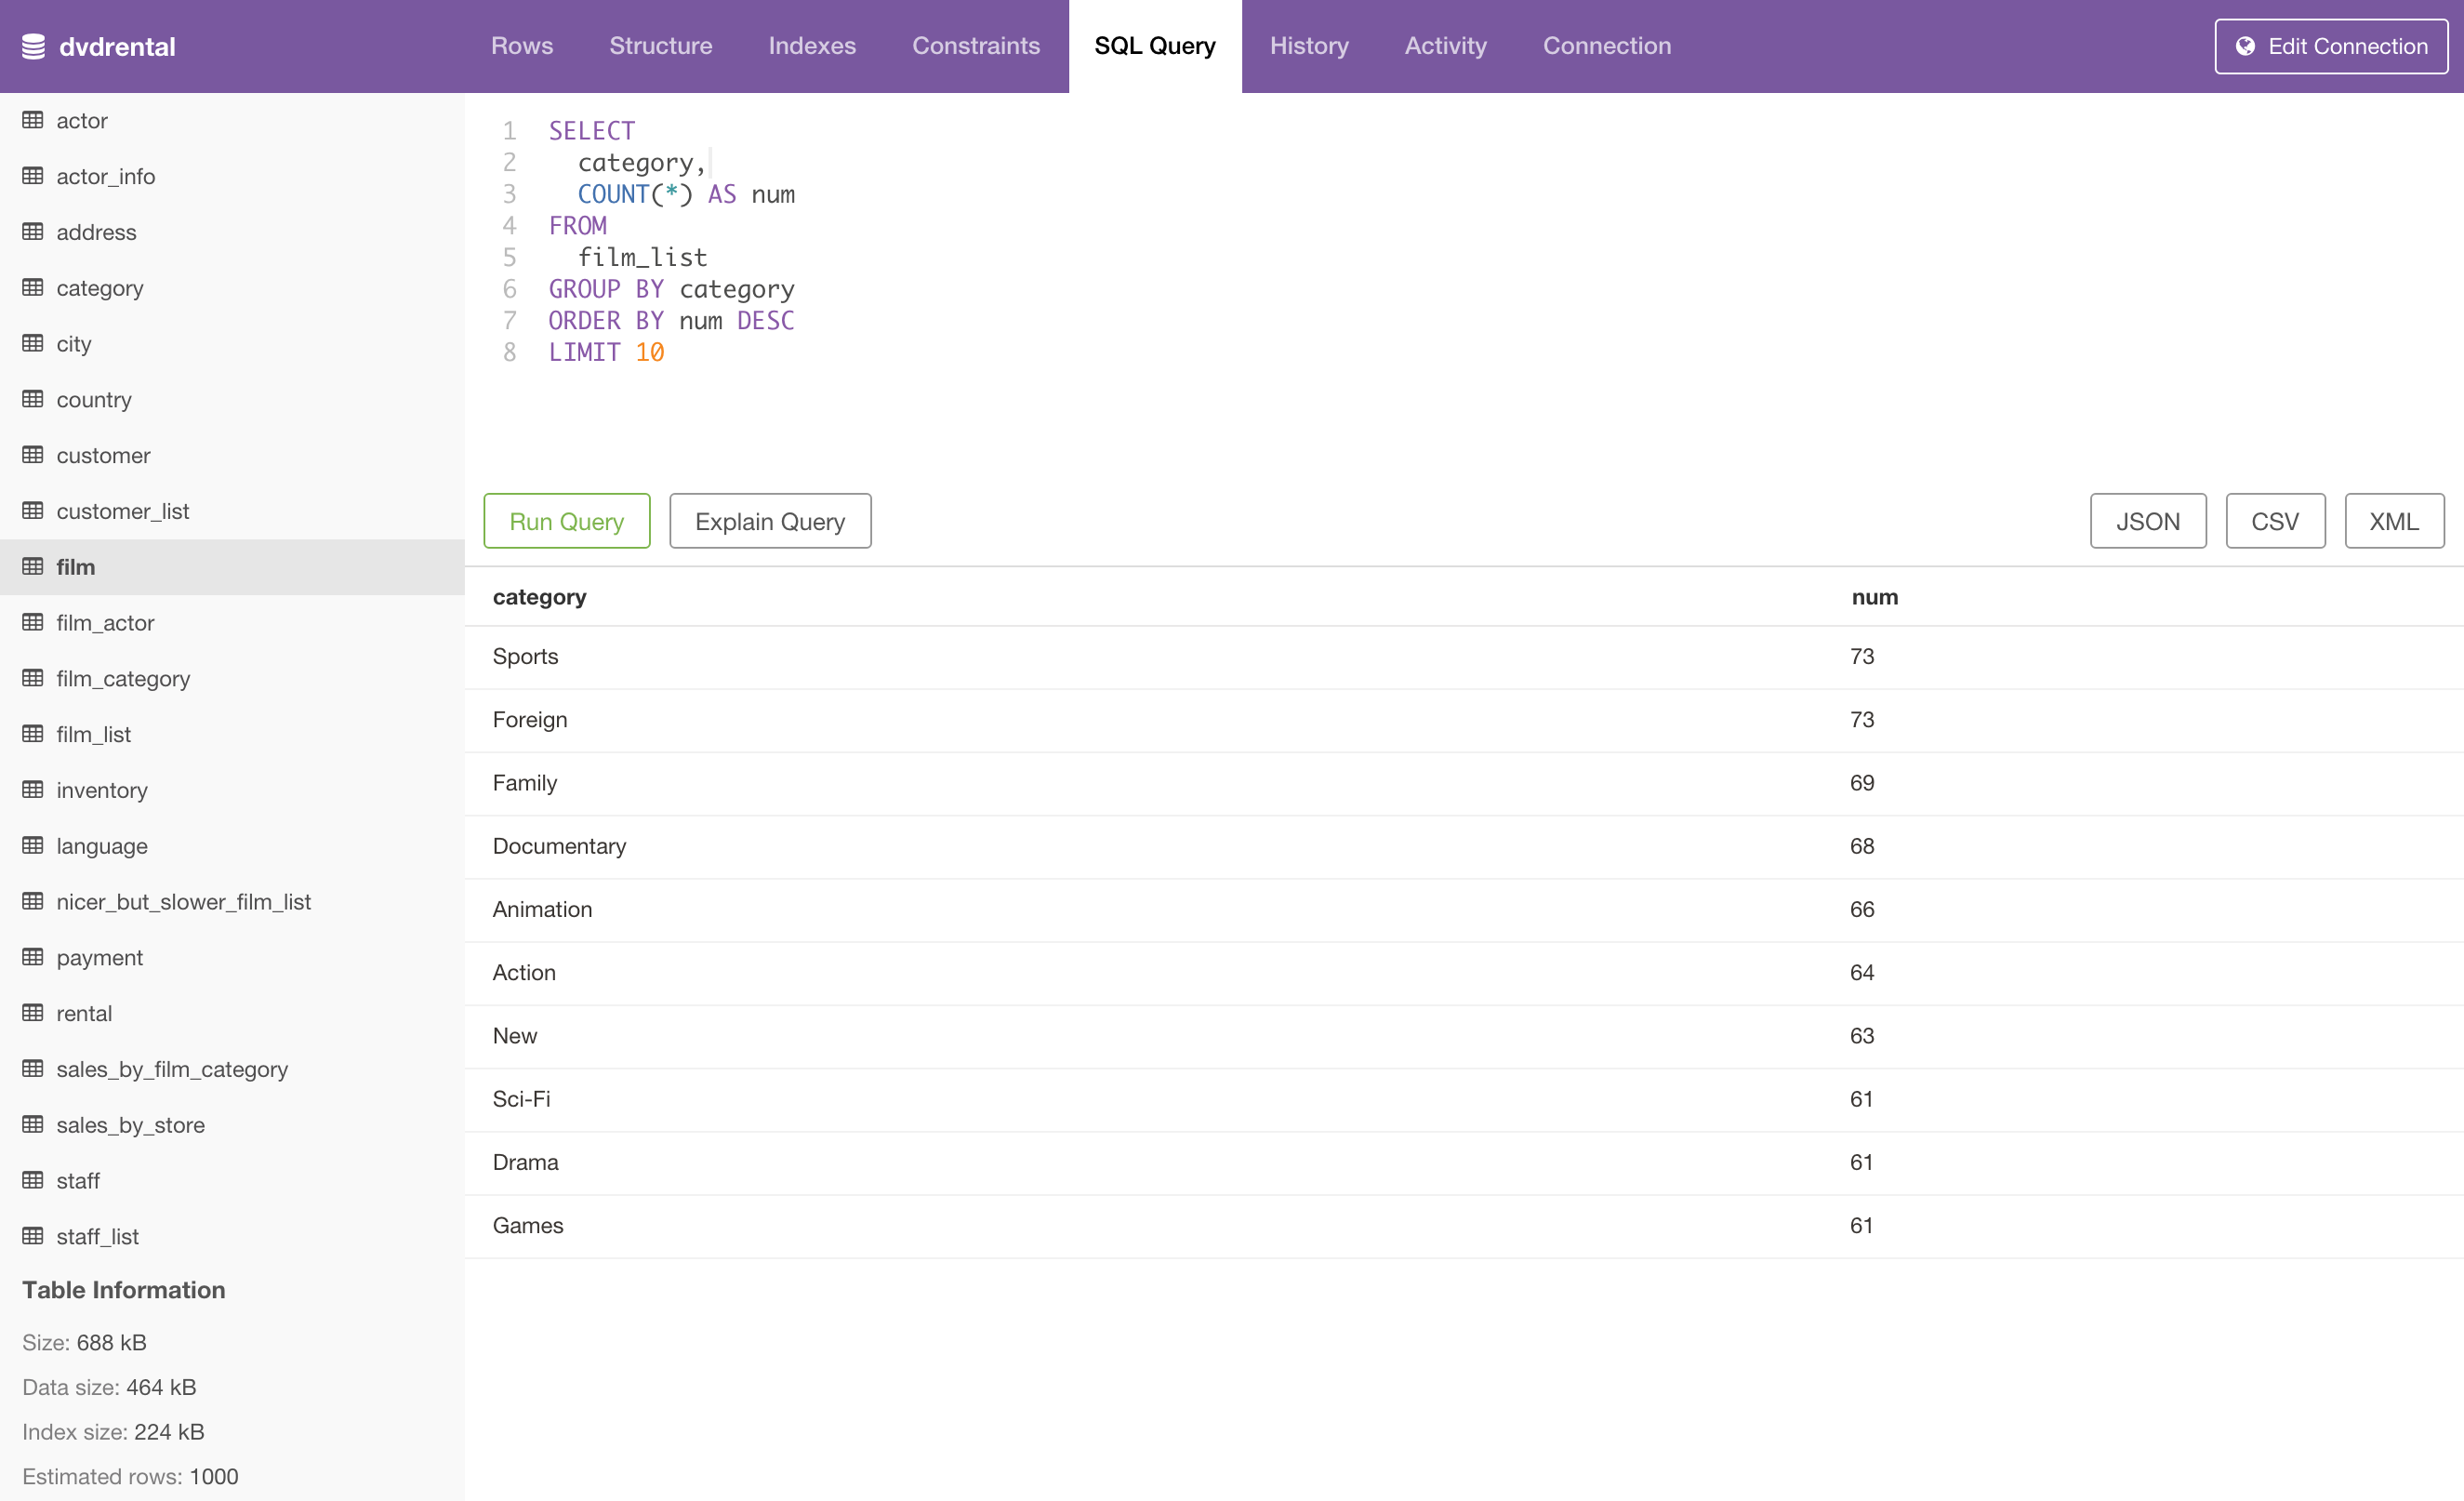 dvdrental
Rows Structure Indexes Constraints SQL Query History Activity Connection
Edit Connection
actor
actor_info
address
category
city
country
customer
customer_list
film
film_actor
film_category
film_list
inventory
language
nicer_but_slower_film_list
payment
rental
sales_by_film_category
sales_by_store
staff
staff_list
Table Information
Size: 688 kB
Data size: 464 kB
Index size: 224 kB
Estimated rows: 1000
1 SELECT
2 category,
3 COUNT(*) AS num
4 FROM
5 film_list
6 GROUP BY category
7 ORDER BY num DESC
8 LIMIT 10
Run Query Explain Query JSON CSV XML
category num
Sports 73
Foreign 73
Family 69
Documentary 68
Animation 66
Action 64
New 63
Sci-Fi 61
Drama 61
Games 61